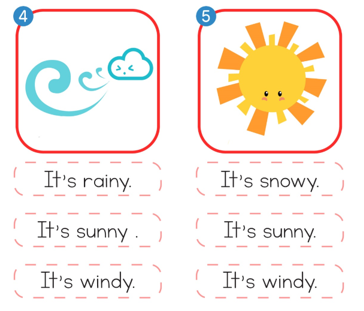 4
It's rainy.
It's sunny .
It's windy.
5
It's snowy.
It's sunny.
It's windy.